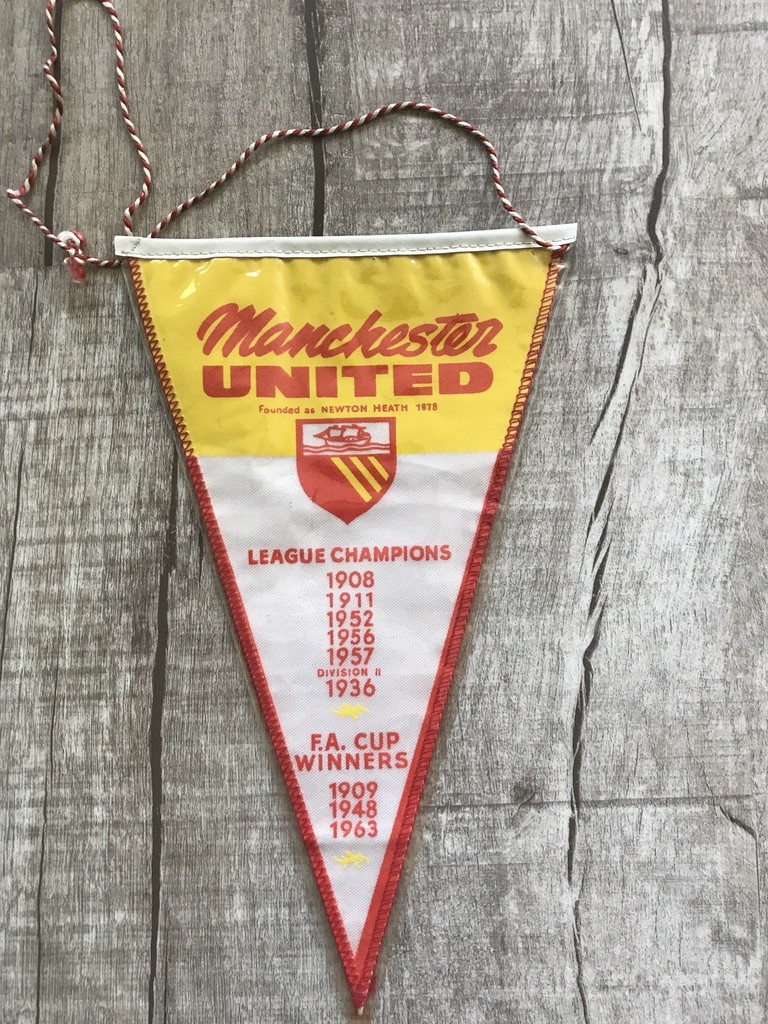 Manchester
UNITED
Founded as NEWTON HEATH 1878
LEAGUE CHAMPIONS
1908
1911
1952
1956
1957
DIVISION II
1936
F.A. CUP
WINNERS
1909
1948
1963